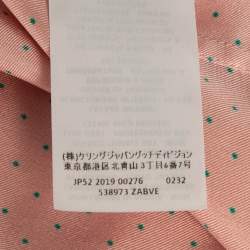 (株)ケリングジャパングッチディビジョン
東京都港区北青山3丁目6番7号
JP52 2019 00276 0232
538973 ZABVE